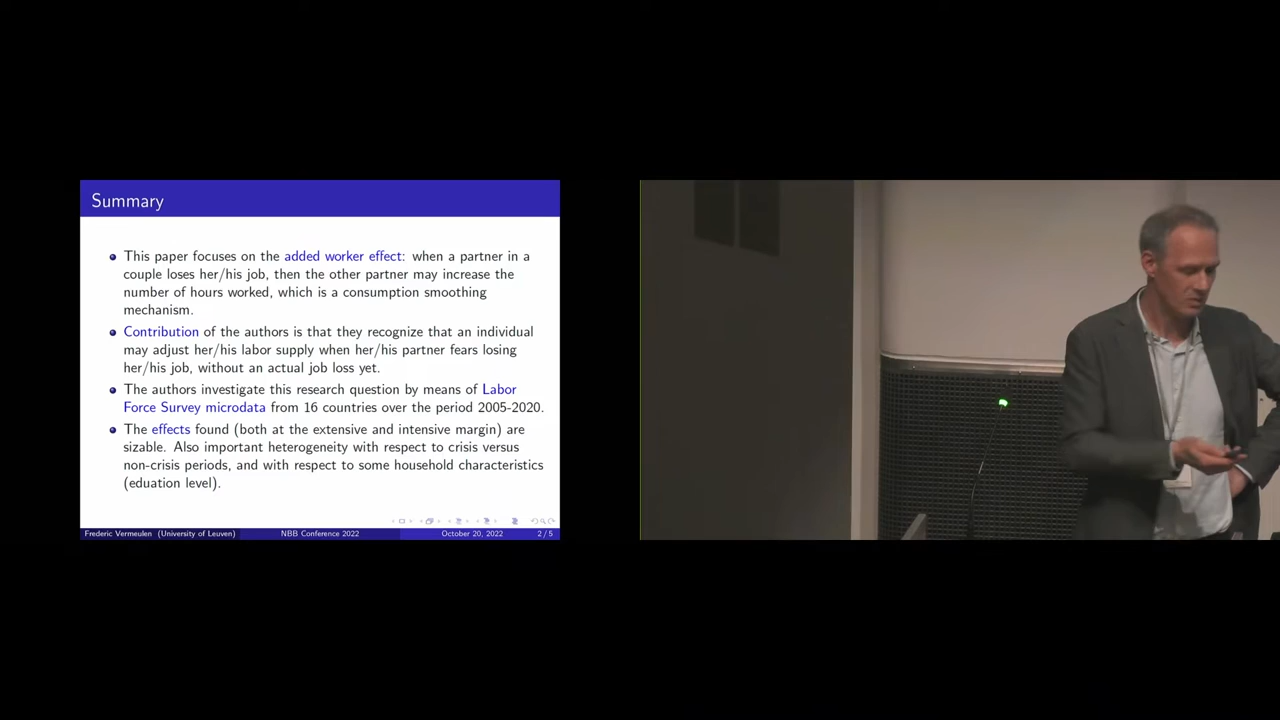 Summary
This paper focuses on the added worker effect: when a partner in a
couple loses her/his job, then the other partner may increase the
number of hours worked, which is a consumption smoothing
mechanism.
Contribution of the authors is that they recognize that an individual
may adjust her/his labor supply when her/his partner fears losing
her/his job, without an actual job loss yet.
The authors investigate this research question by means of Labor
Force Survey microdata from 16 countries over the period 2005-2020.
The effects found (both at the extensive and intensive margin) are
sizable. Also important heterogeneity with respect to crisis versus
non-crisis periods, and with respect to some household characteristics
(eduation level).
Frederic Vermeulen (University of Leuven) NBB Conference 2022 October 20, 2022 2 / 5